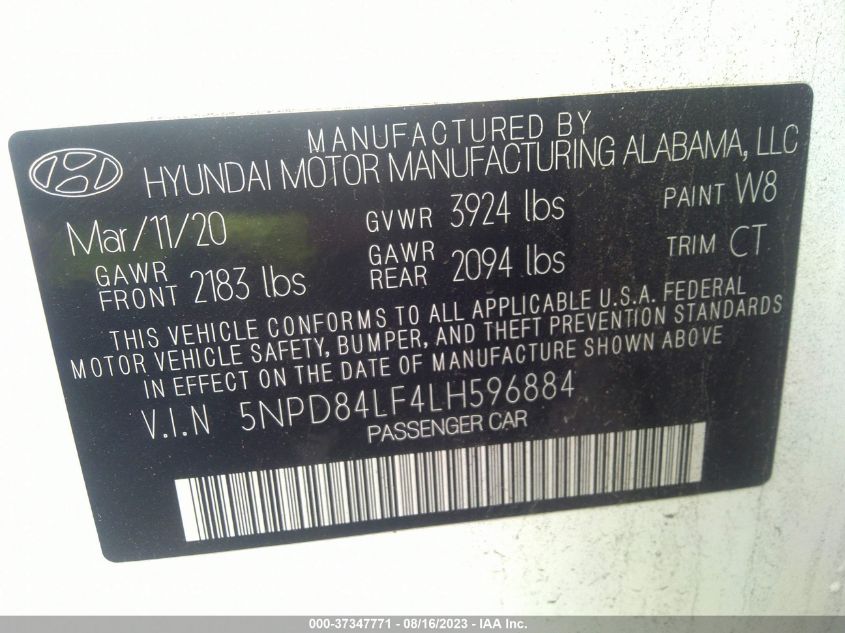 MANUFACTURED BY
HYUNDAI MOTOR MANUFACTURING ALABAMA, LLC
Mar/11/20 GVWR 3924 lbs PAINT W8
GAWR FRONT 2183 lbs GAWR REAR 2094 lbs TRIM CT
THIS VEHICLE CONFORMS TO ALL APPLICABLE U.S.A. FEDERAL
MOTOR VEHICLE SAFETY, BUMPER, AND THEFT PREVENTION STANDARDS
IN EFFECT ON THE DATE OF MANUFACTURE SHOWN ABOVE
V.I.N 5NPD84LF4LH596884
PASSENGER CAR
000-37347771 - 08/16/2023 - IAA Inc.